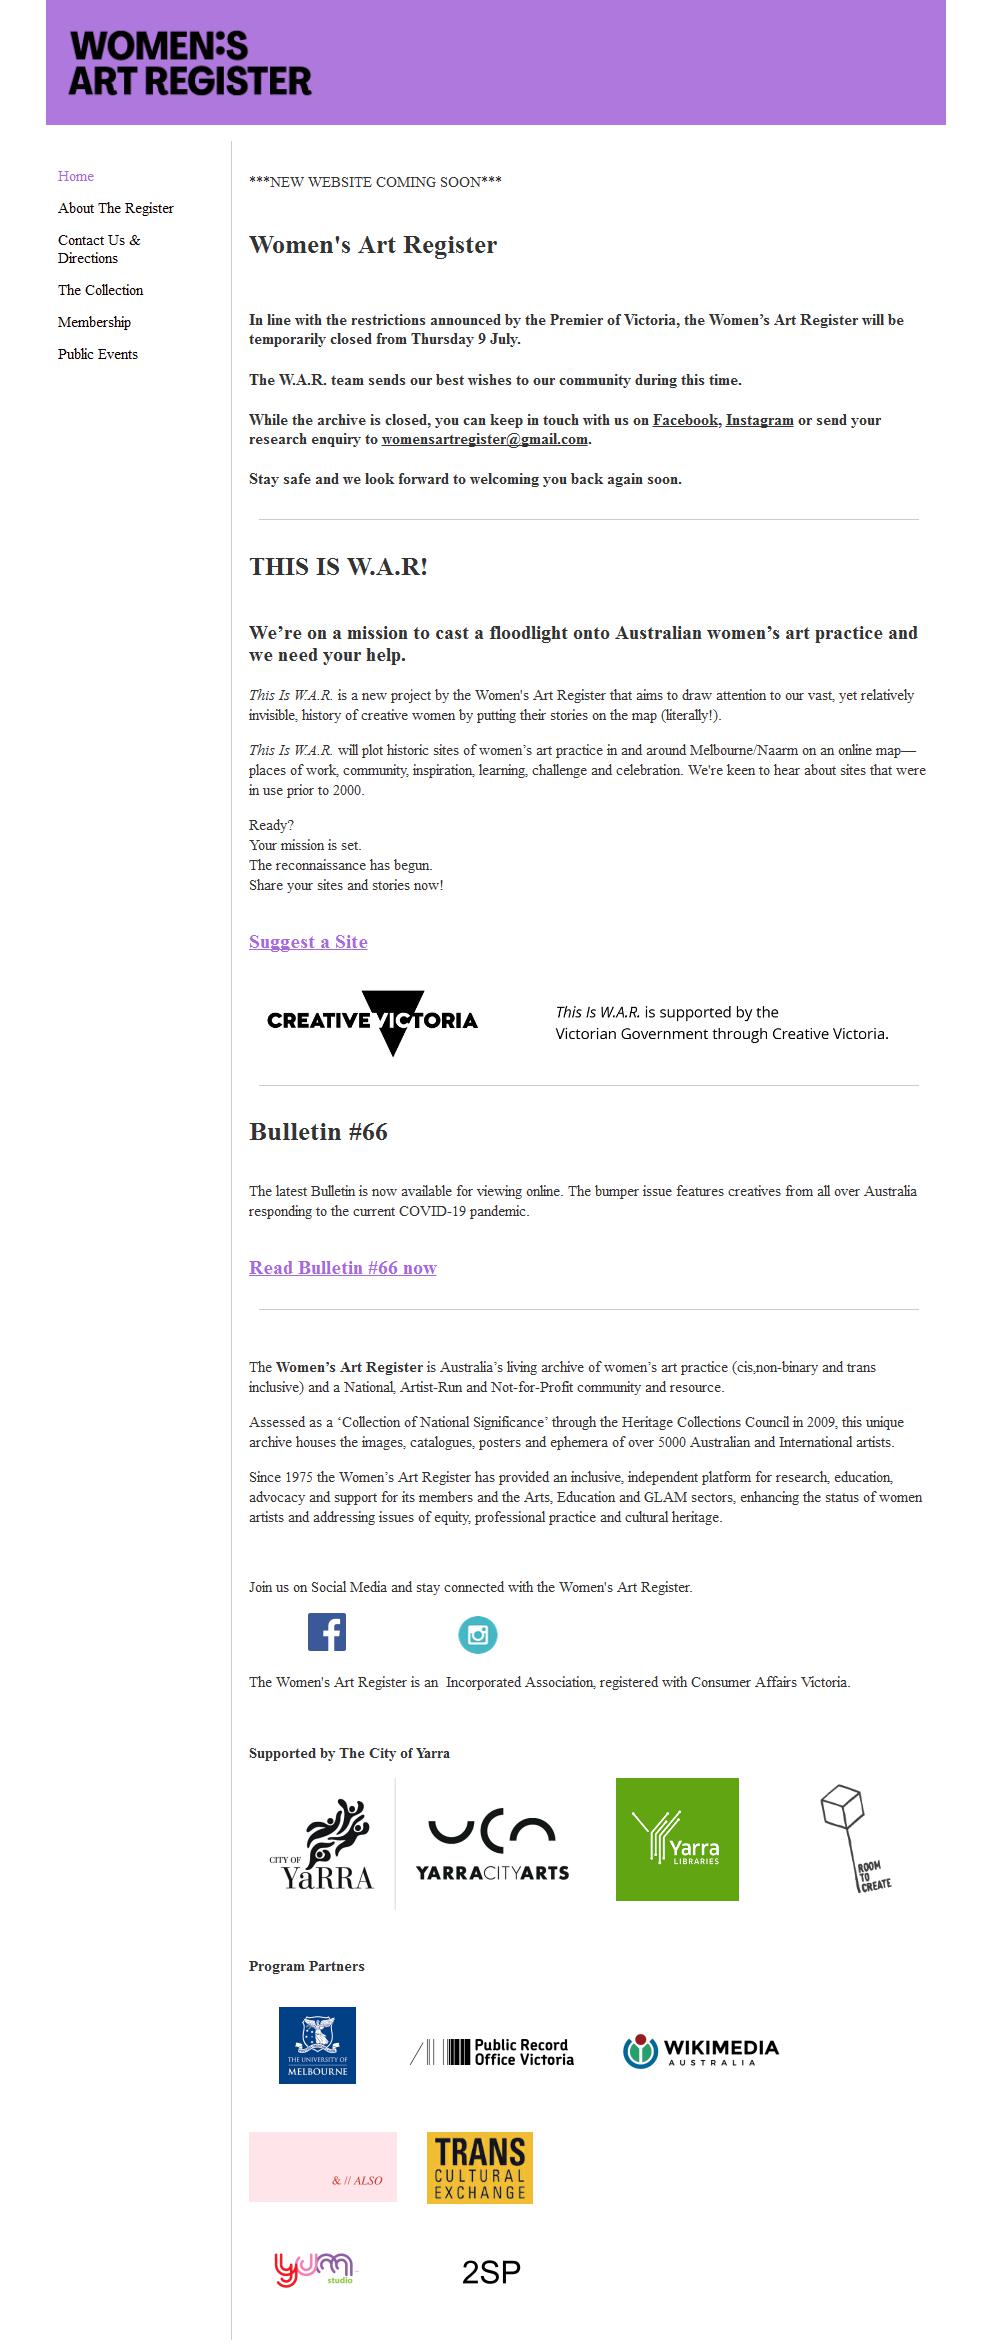 WOMEN:S
ART REGISTER
Home
About The Register
Contact Us &
Directions
The Collection
Membership
Public Events
***NEW WEBSITE COMING SOON***
Women's Art Register
In line with the restrictions announced by the Premier of Victoria, the Women’s Art Register will be
temporarily closed from Thursday 9 July.
The W.A.R. team sends our best wishes to our community during this time.
While the archive is closed, you can keep in touch with us on Facebook, Instagram or send your
research enquiry to womensartregister@gmail.com.
Stay safe and we look forward to welcoming you back again soon.
THIS IS W.A.R!
We’re on a mission to cast a floodlight onto Australian women’s art practice and
we need your help.
This Is W.A.R. is a new project by the Women's Art Register that aims to draw attention to our vast, yet relatively
invisible, history of creative women by putting their stories on the map (literally!).
This Is W.A.R. will plot historic sites of women’s art practice in and around Melbourne/Naarm on an online map—
places of work, community, inspiration, learning, challenge and celebration. We're keen to hear about sites that were
in use prior to 2000.
Ready?
Your mission is set.
The reconnaissance has begun.
Share your sites and stories now!
Suggest a Site
CREATIVE VICTORIA
This Is W.A.R. is supported by the
Victorian Government through Creative Victoria.
Bulletin #66
The latest Bulletin is now available for viewing online. The bumper issue features creatives from all over Australia
responding to the current COVID-19 pandemic.
Read Bulletin #66 now
The Women’s Art Register is Australia’s living archive of women’s art practice (cis,non-binary and trans
inclusive) and a National, Artist-Run and Not-for-Profit community and resource.
Assessed as a ‘Collection of National Significance’ through the Heritage Collections Council in 2009, this unique
archive houses the images, catalogues, posters and ephemera of over 5000 Australian and International artists.
Since 1975 the Women’s Art Register has provided an inclusive, independent platform for research, education,
advocacy and support for its members and the Arts, Education and GLAM sectors, enhancing the status of women
artists and addressing issues of equity, professional practice and cultural heritage.
Join us on Social Media and stay connected with the Women's Art Register.
The Women's Art Register is an  Incorporated Association, registered with Consumer Affairs Victoria.
Supported by The City of Yarra
CITY OF
YaRRA
YARRACITYARTS
Yarra
LIBRARIES
ROOM
TO
CREATE
Program Partners
THE UNIVERSITY OF
MELBOURNE
Public Record
Office Victoria
WIKIMEDIA
AUSTRALIA
& // ALSO
TRANS
CULTURAL
EXCHANGE
yum
studio
2SP